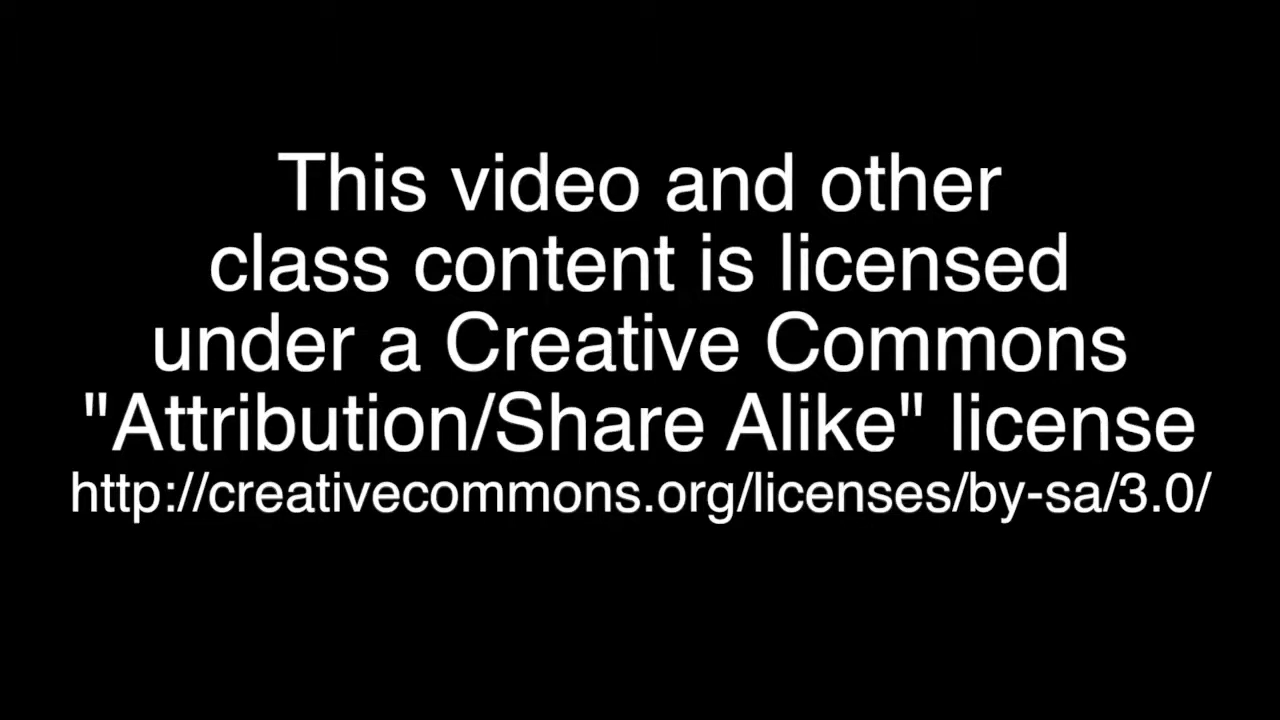 This video and other
class content is licensed
under a Creative Commons
"Attribution/Share Alike" license
http://creativecommons.org/licenses/by-sa/3.0/